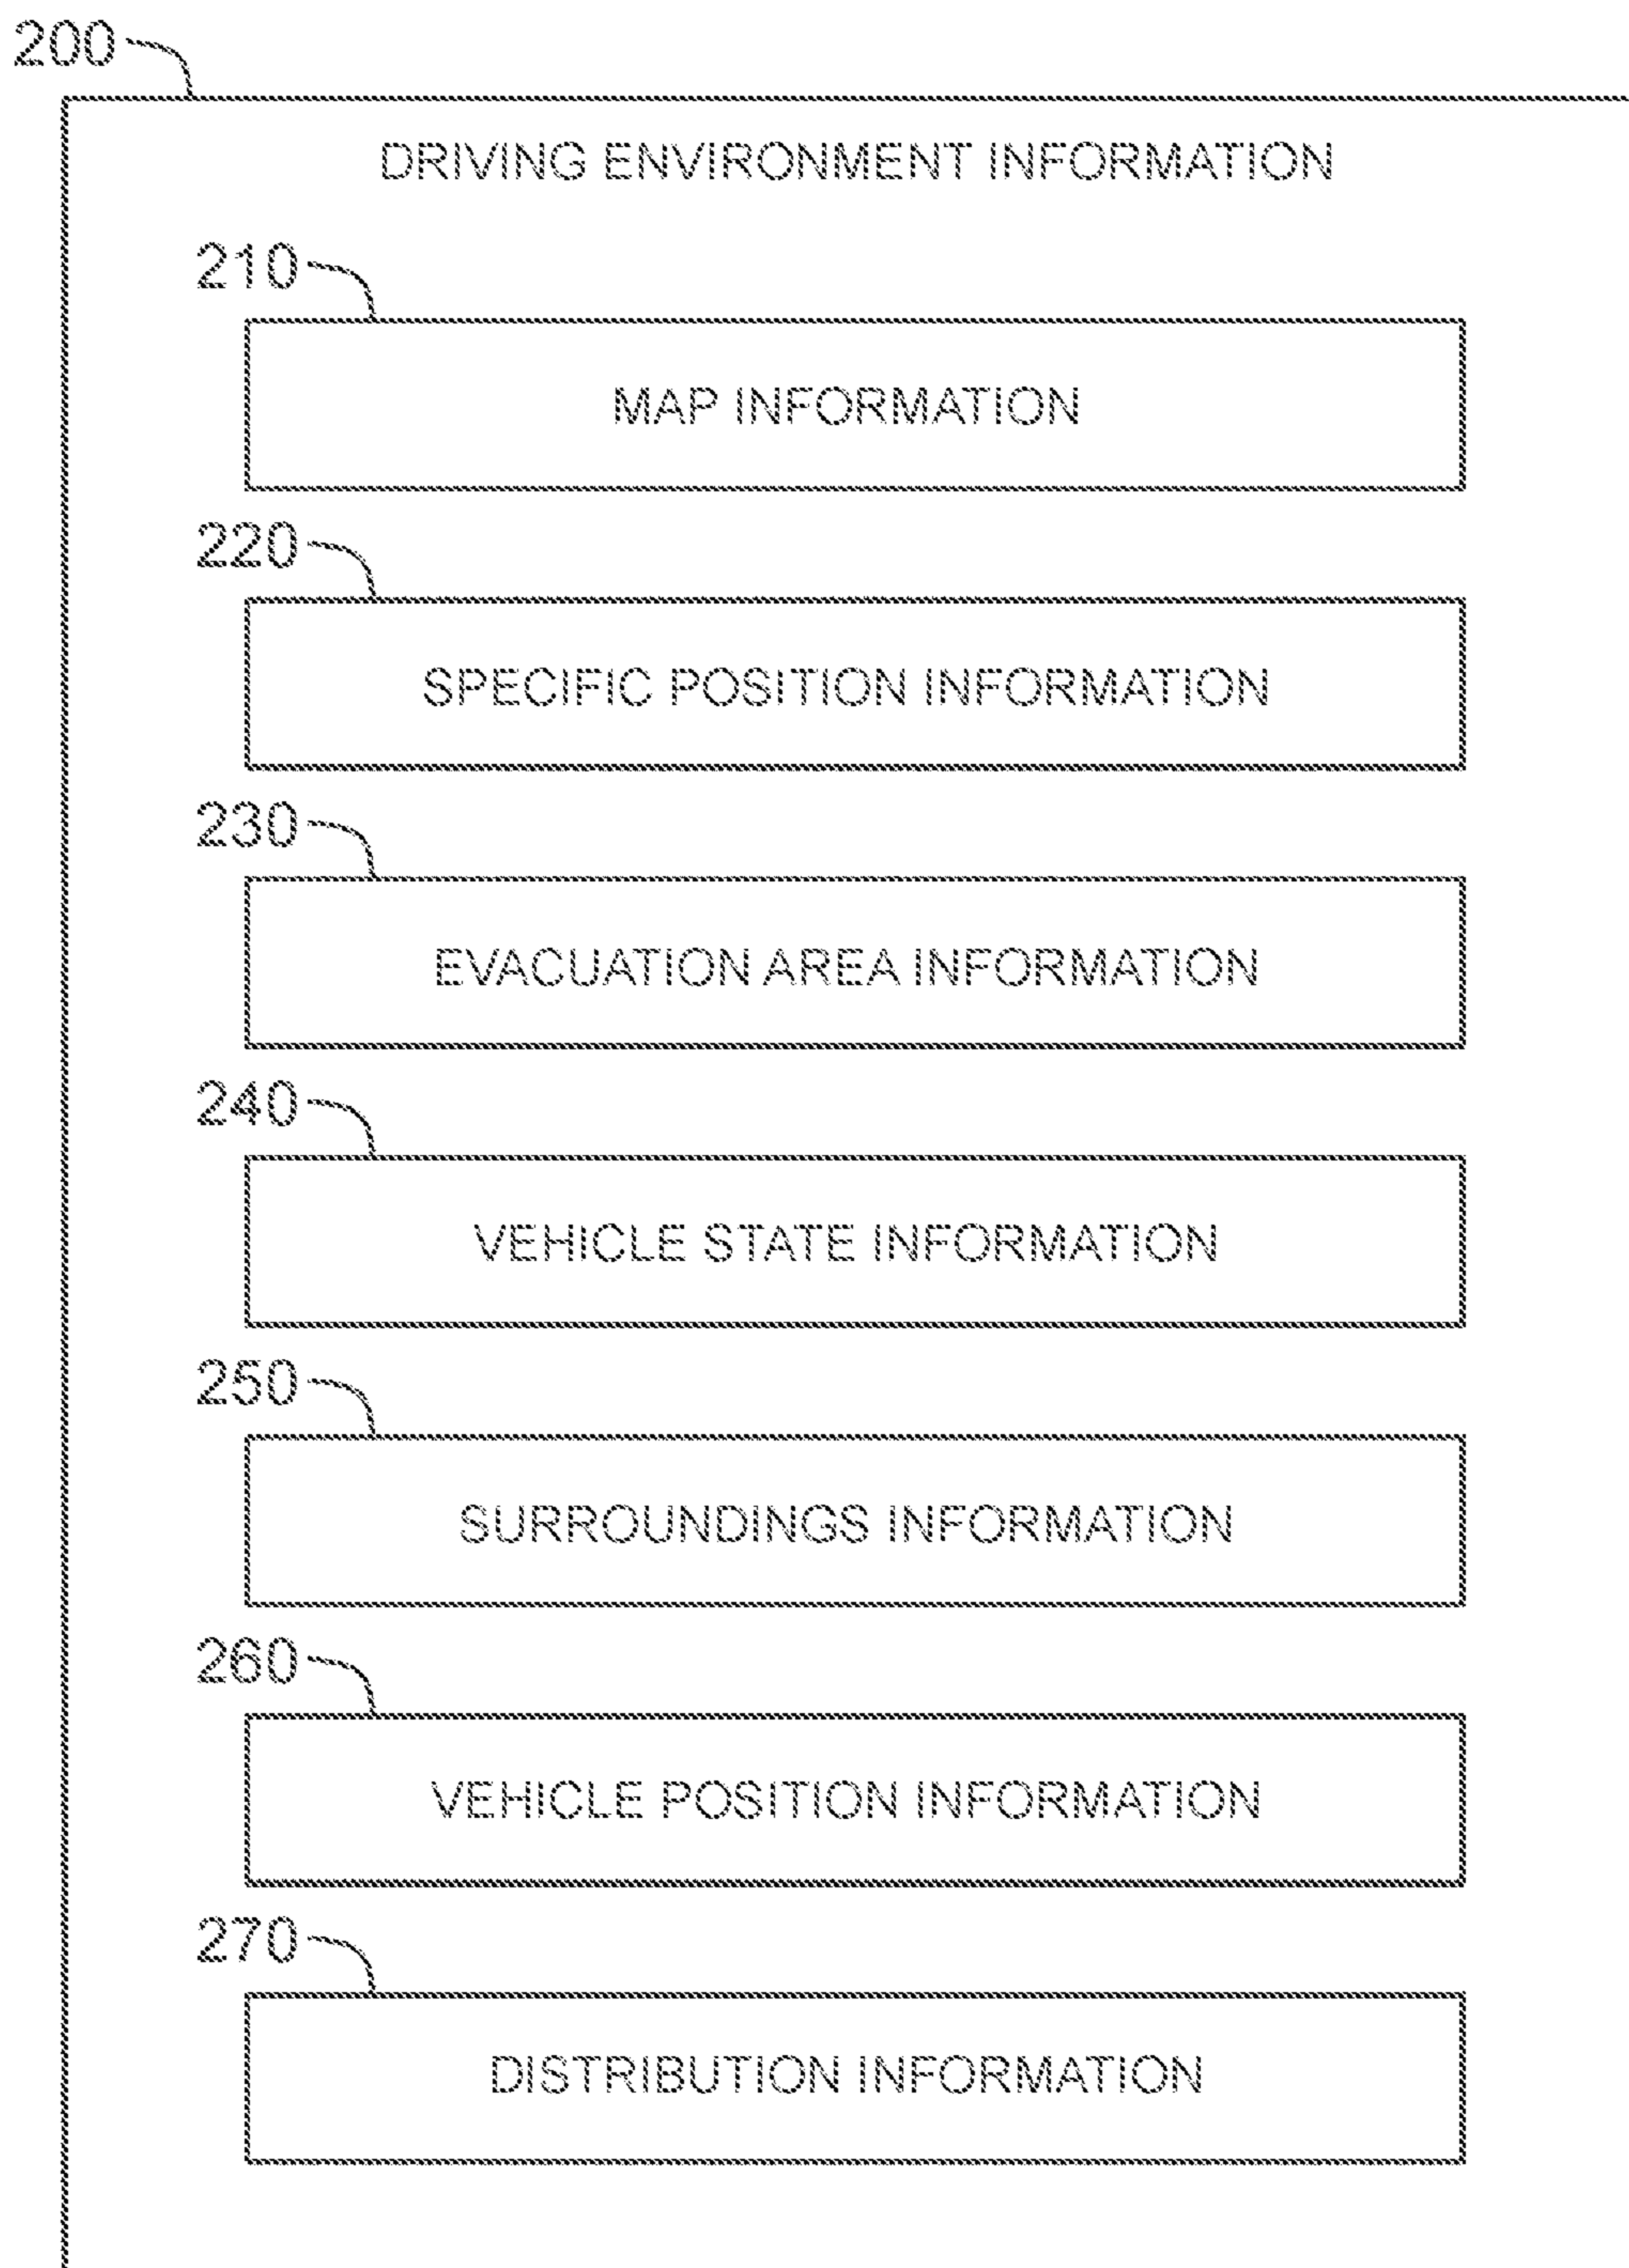 200
DRIVING ENVIRONMENT INFORMATION
210
MAP INFORMATION
220
SPECIFIC POSITION INFORMATION
230
EVACUATION AREA INFORMATION
240
VEHICLE STATE INFORMATION
250
SURROUNDINGS INFORMATION
260
VEHICLE POSITION INFORMATION
270
DISTRIBUTION INFORMATION